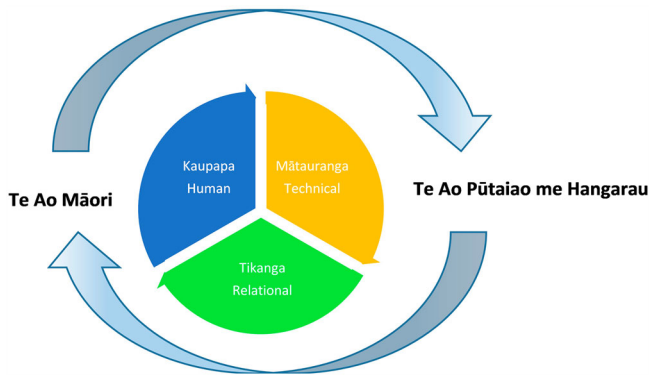 Kaupapa
Human
Mātauranga
Technical
Te Ao Māori
Te Ao Pūtaiao me Hangarau
Tikanga
Relational